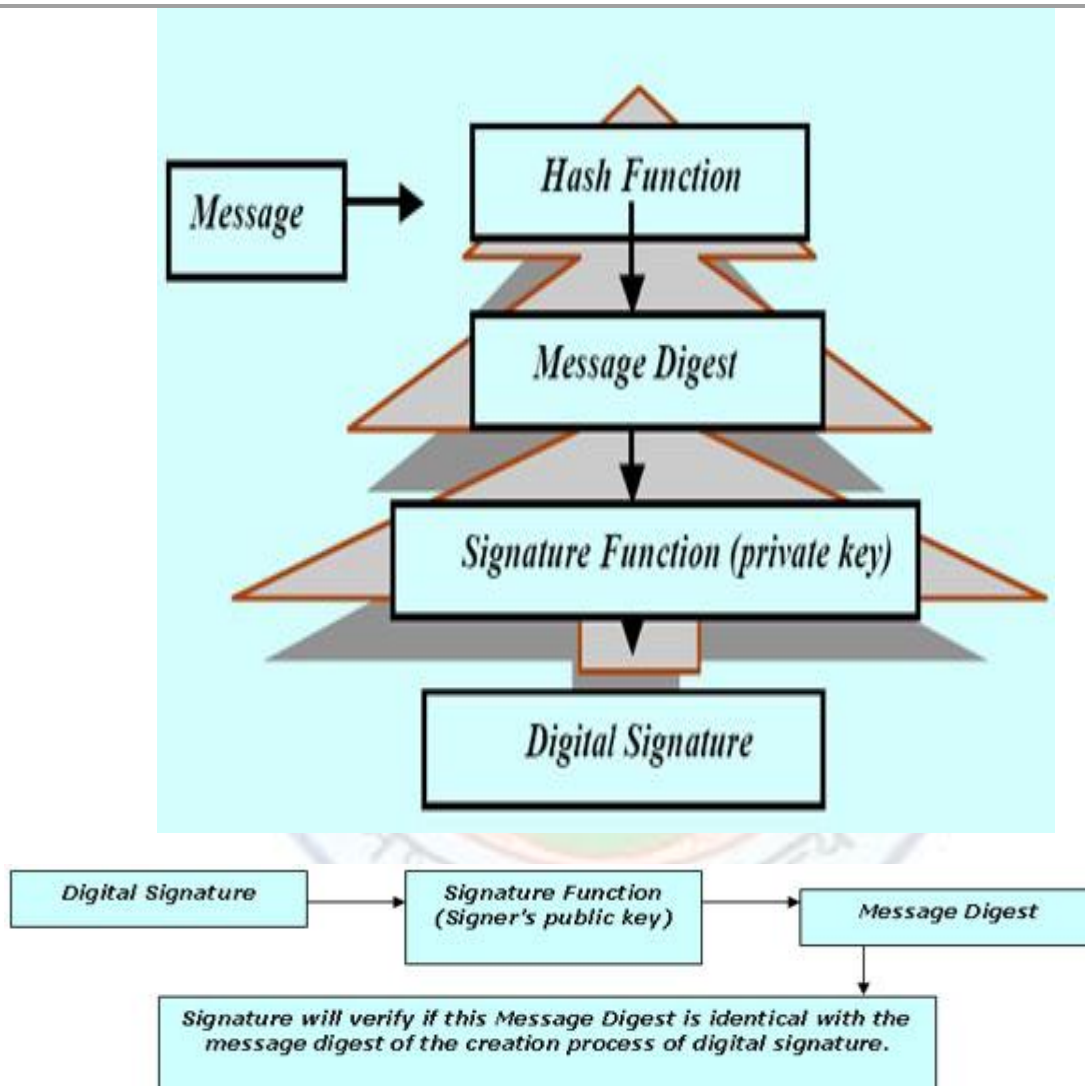 Message
Hash Function
Message Digest
Signature Function (private key)
Digital Signature
Digital Signature
Signature Function
(Signer's public key)
Message Digest
Signature will verify if this Message Digest is identical with the
message digest of the creation process of digital signature.